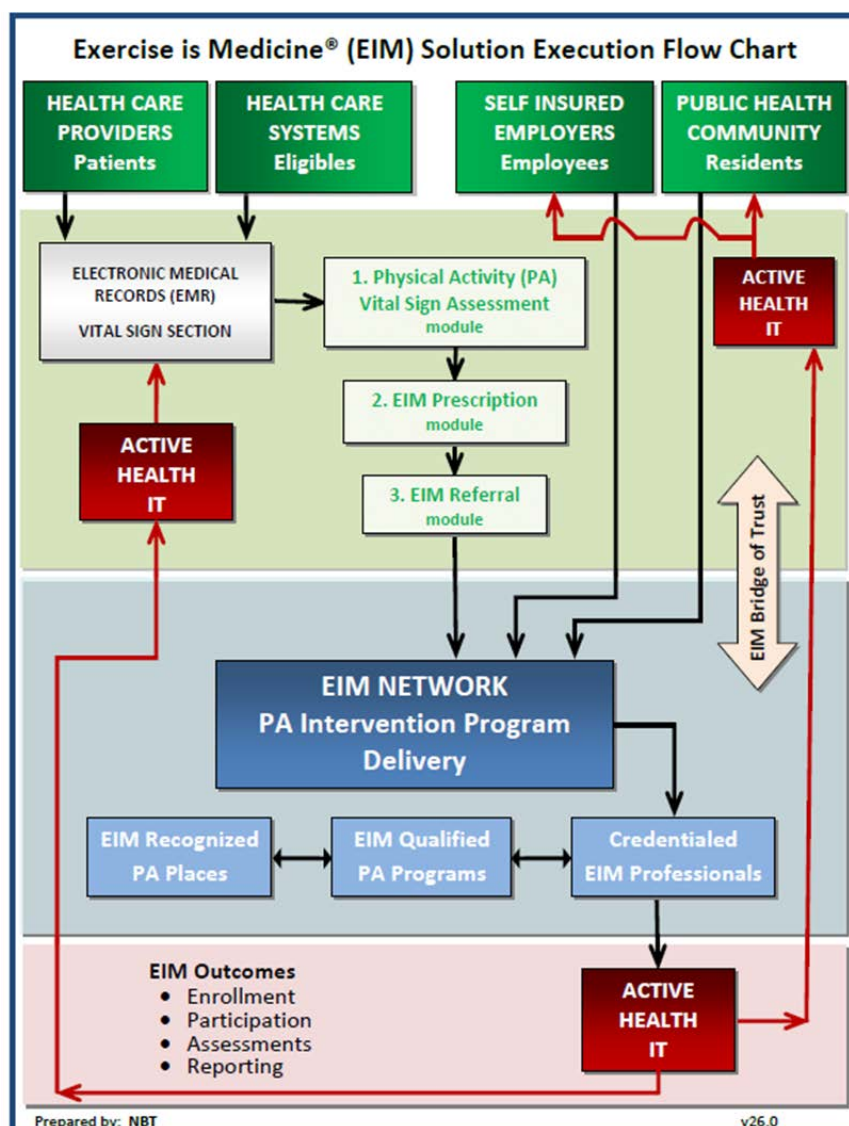 Exercise is Medicine® (EIM) Solution Execution Flow Chart
HEALTH CARE
PROVIDERS
Patients
HEALTH CARE
SYSTEMS
Eligibles
SELF INSURED
EMPLOYERS
Employees
PUBLIC HEALTH
COMMUNITY
Residents
ELECTRONIC MEDICAL
RECORDS (EMR)
VITAL SIGN SECTION
1. Physical Activity (PA)
Vital Sign Assessment
module
ACTIVE
HEALTH
IT
2. EIM Prescription
module
ACTIVE
HEALTH
IT
3. EIM Referral
module
EIM Bridge of Trust
EIM NETWORK
PA Intervention Program
Delivery
EIM Recognized
PA Places
EIM Qualified
PA Programs
Credentialed
EIM Professionals
EIM Outcomes
• Enrollment
• Participation
• Assessments
• Reporting
ACTIVE
HEALTH
IT
Prepared by: NBT
v26.0